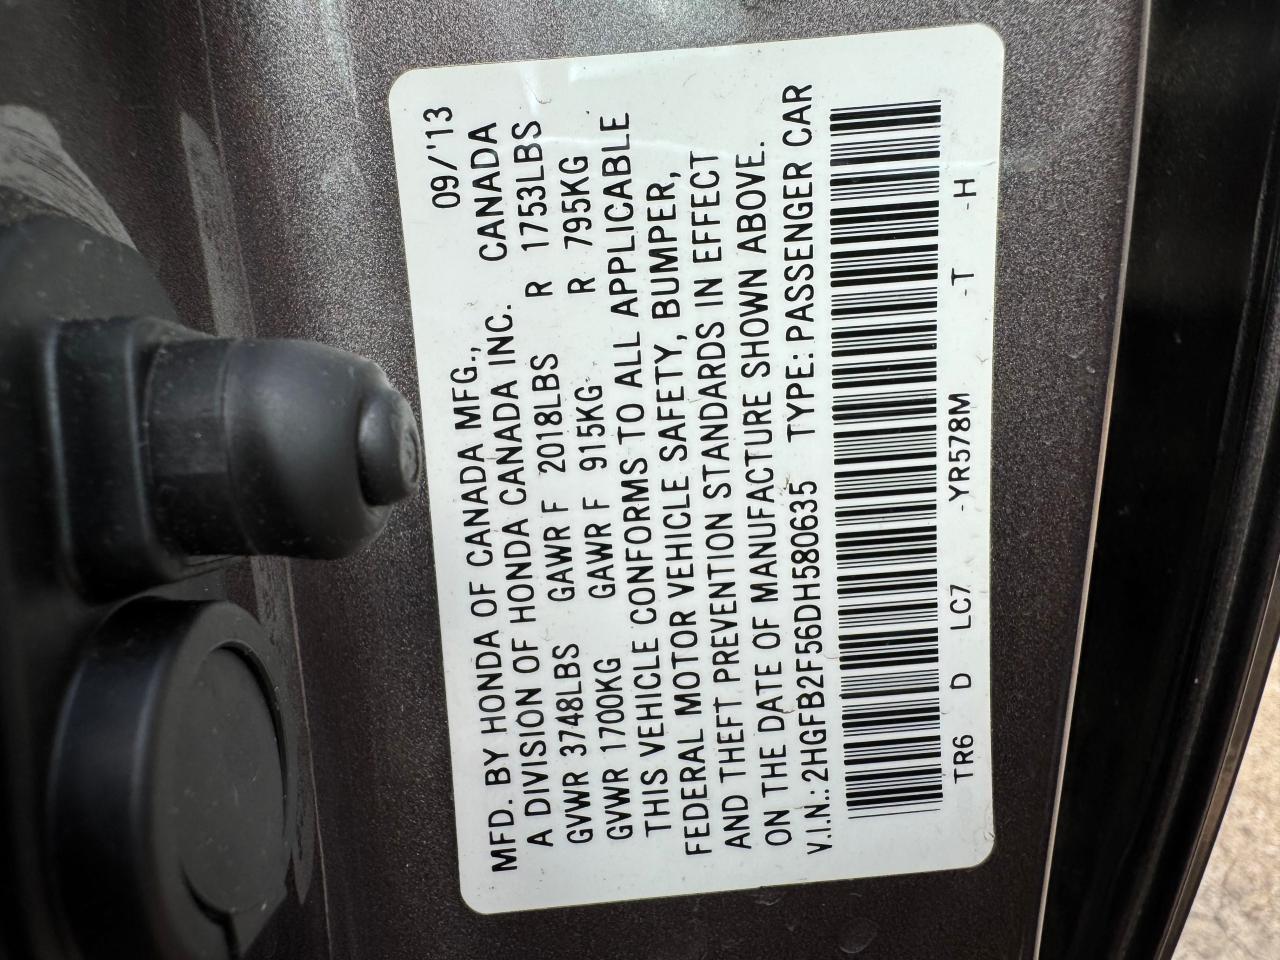 MFD. BY HONDA OF CANADA MFG., 09/'13
A DIVISION OF HONDA CANADA INC. CANADA
GVWR 3748LBS GAWR F 2018LBS R 1753LBS
GVWR 1700KG GAWR F 915KG R 795KG
THIS VEHICLE CONFORMS TO ALL APPLICABLE
FEDERAL MOTOR VEHICLE SAFETY, BUMPER,
AND THEFT PREVENTION STANDARDS IN EFFECT
ON THE DATE OF MANUFACTURE SHOWN ABOVE.
V.I.N.: 2HGFB2F56DH580635 TYPE: PASSENGER CAR
TR6 D LC7 -YR578M -T -H